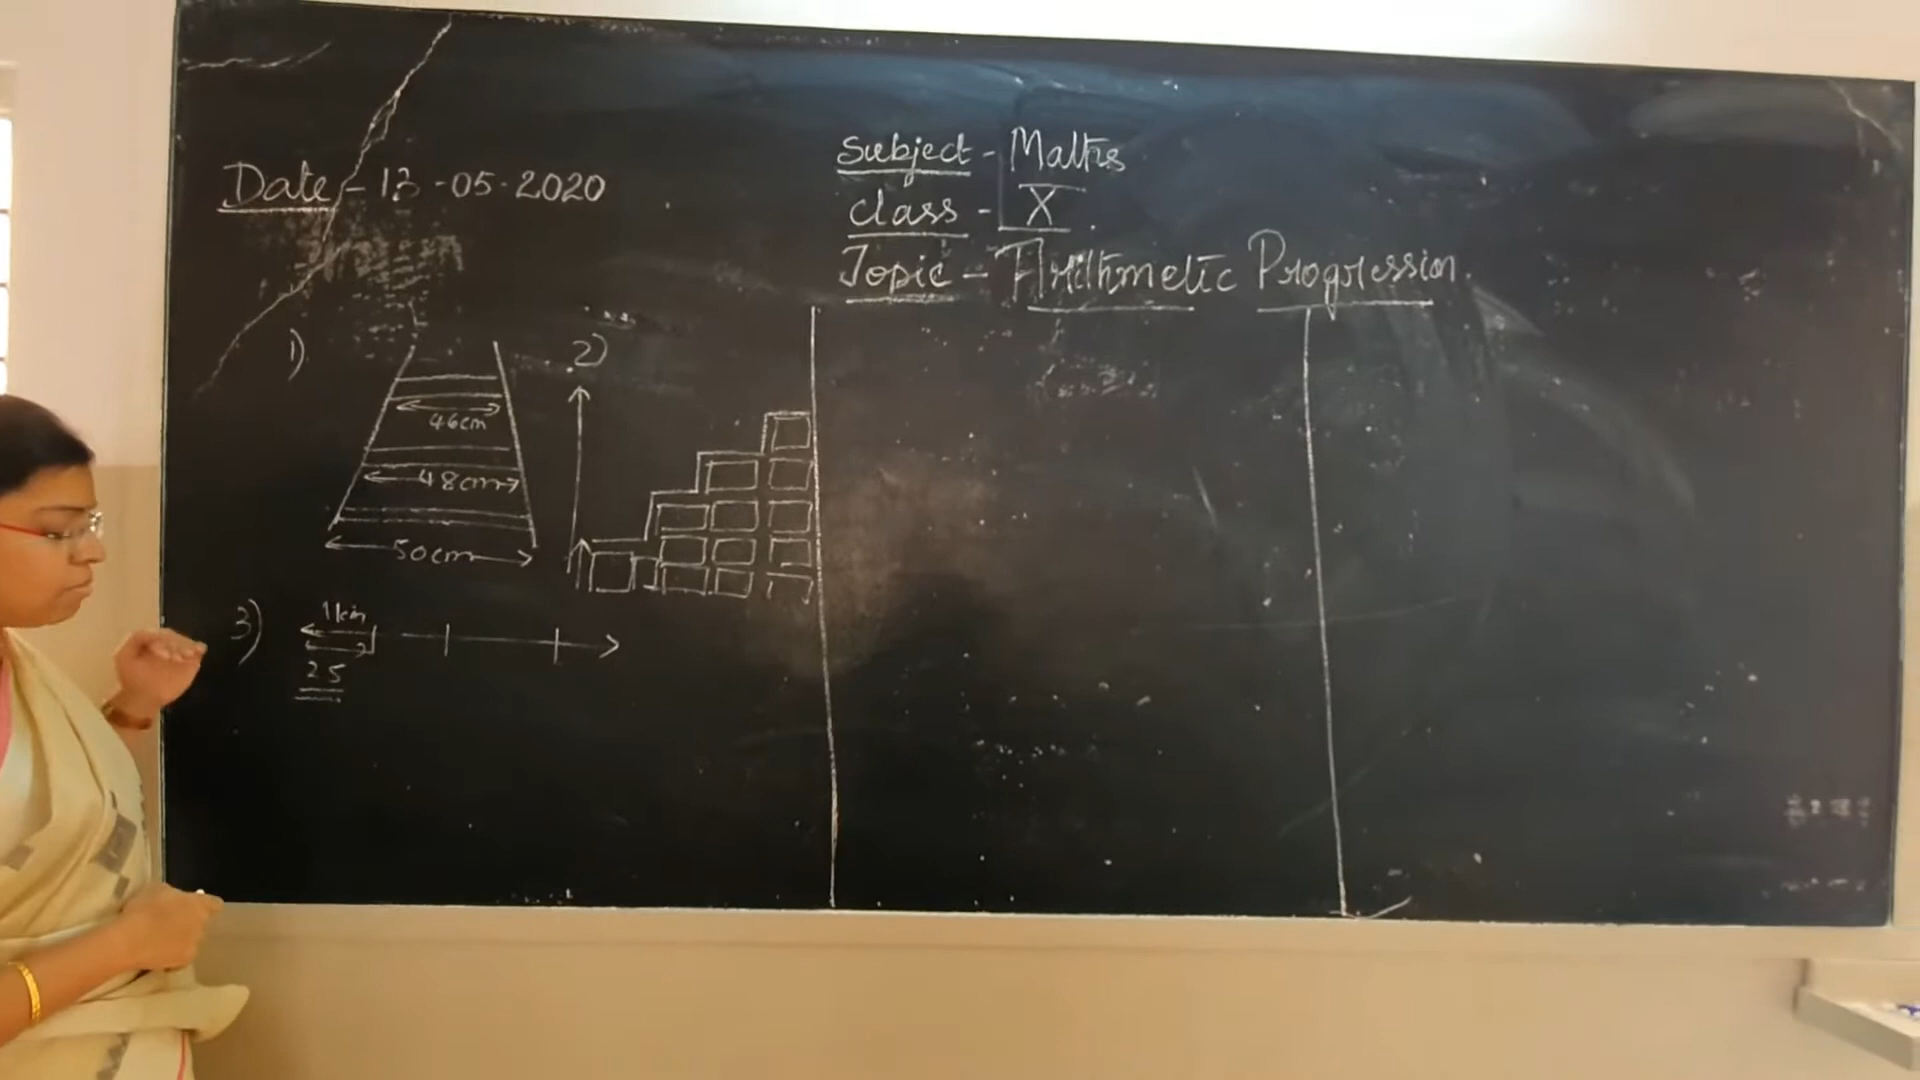 Date - 13-05-2020
Subject - Maths
Class - X
Topic - Arithmetic Progression.
1)
46cm
48cm
50cm
2)
3)
1km
25